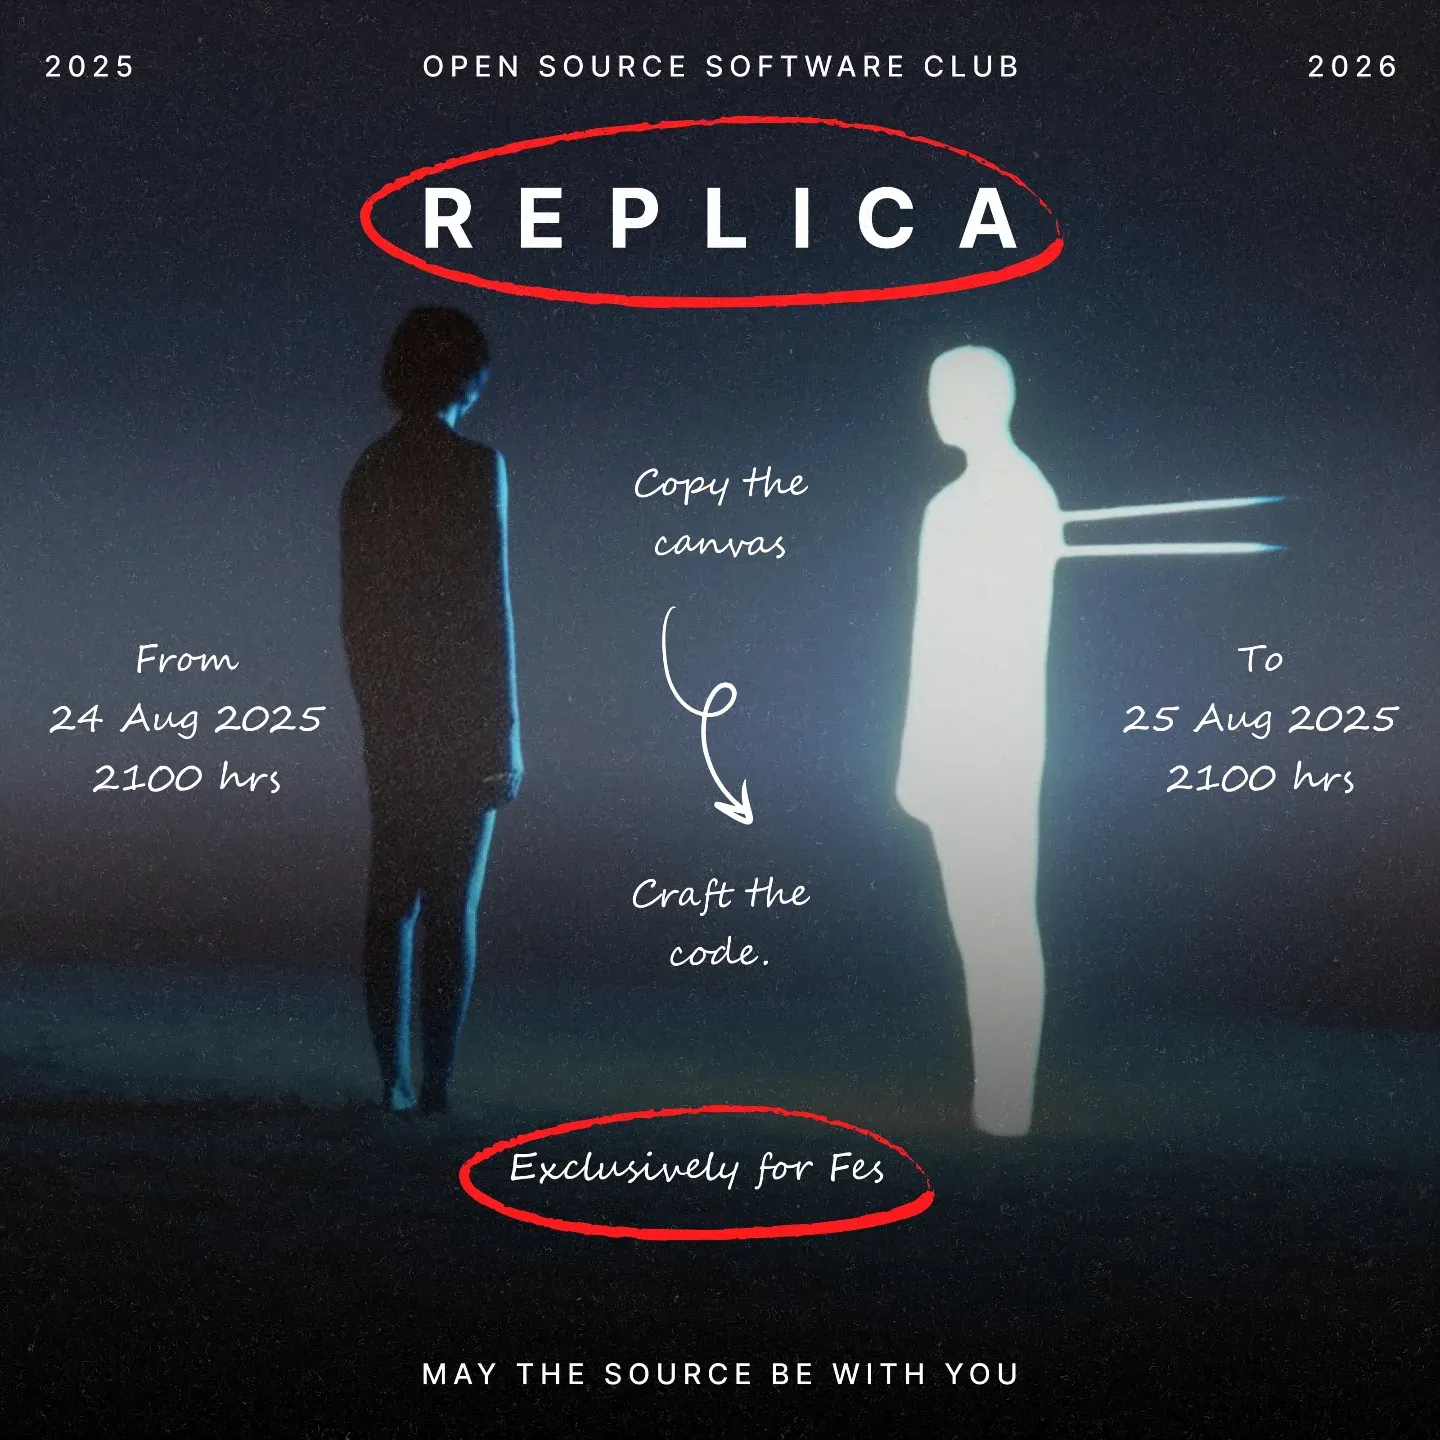 2025 OPEN SOURCE SOFTWARE CLUB 2026
REPLICA
Copy the
canvas
From
24 Aug 2025
2100 hrs
To
25 Aug 2025
2100 hrs
Craft the
code.
Exclusively for Fes
MAY THE SOURCE BE WITH YOU